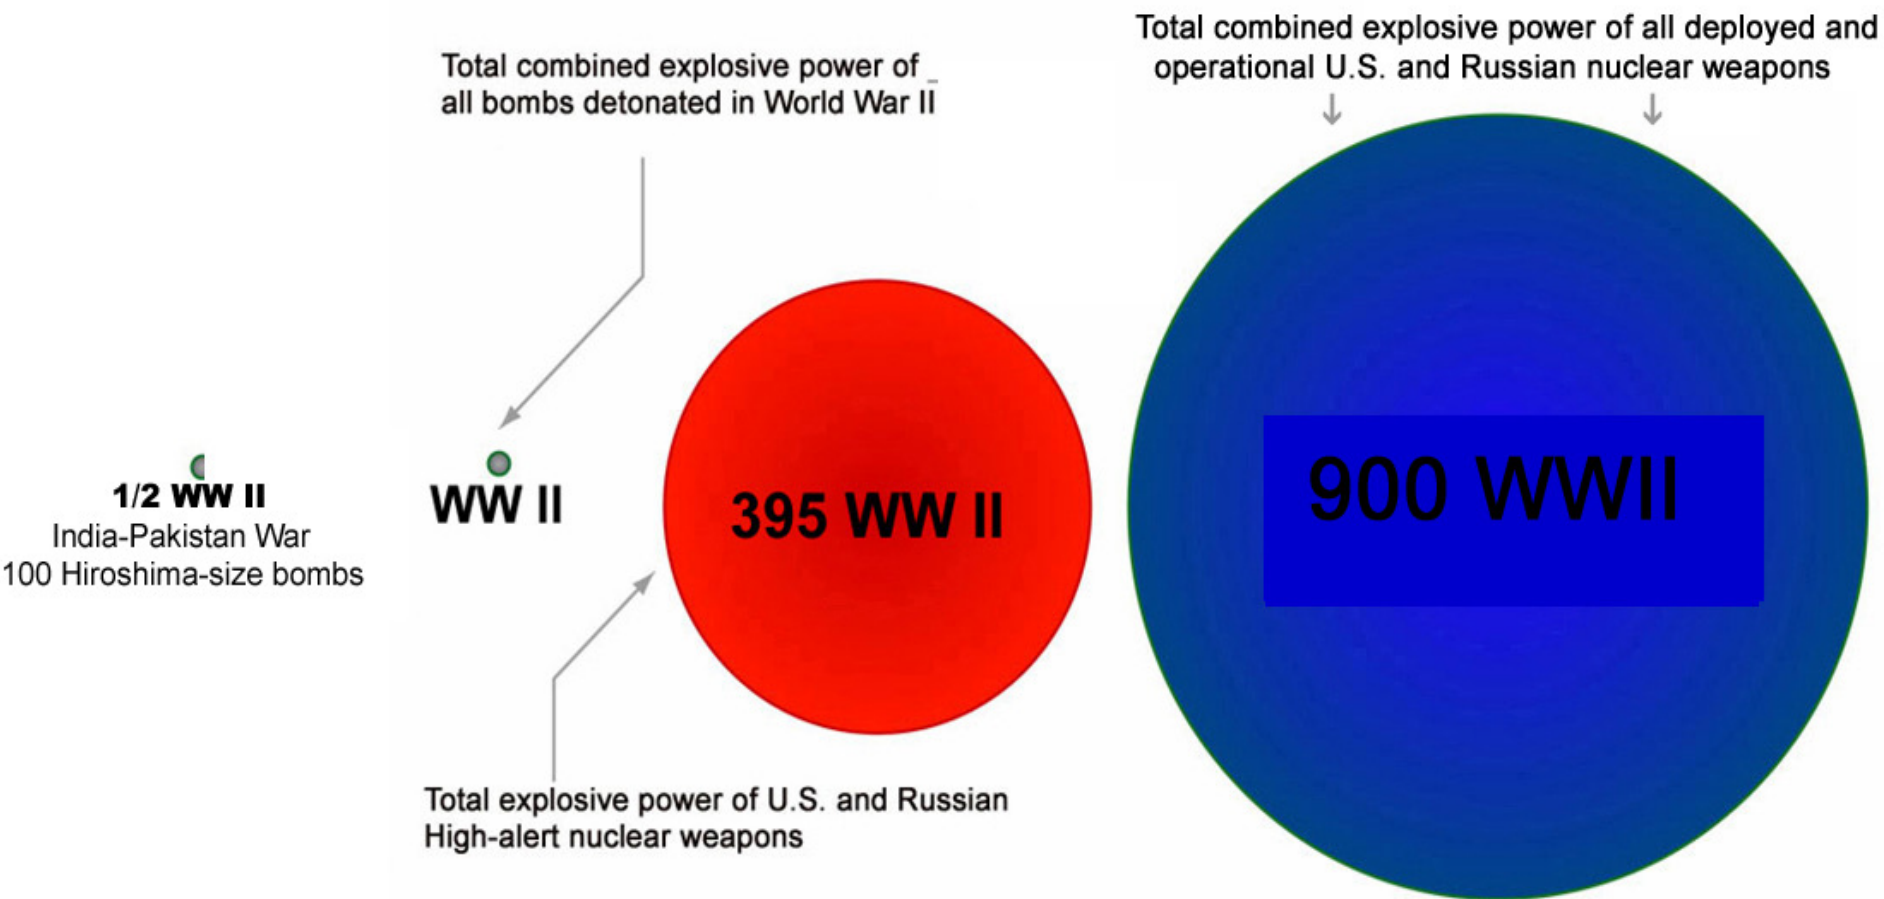 Total combined explosive power of _
all bombs detonated in World War II
Total combined explosive power of all deployed and
operational U.S. and Russian nuclear weapons
1/2 WW II
India-Pakistan War
100 Hiroshima-size bombs
WW II
395 WW II
900 WWII
Total explosive power of U.S. and Russian
High-alert nuclear weapons